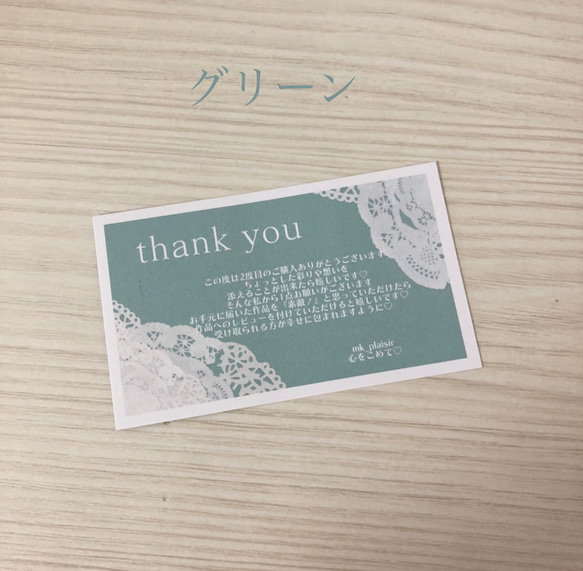 グリーン
thank you
この度は2度目のご購入ありがとうございます
ちょっとした彩りや想いを
添えることが出来たら嬉しいです♡
そんな私から1点お願いがございます
お手元に届いた作品を『素敵！』と思っていただけたら
作品へのレビューを付けていただけると嬉しいです♡
受け取られる方が幸せに包まれますように♡
mk_plaisir
心をこめて♡